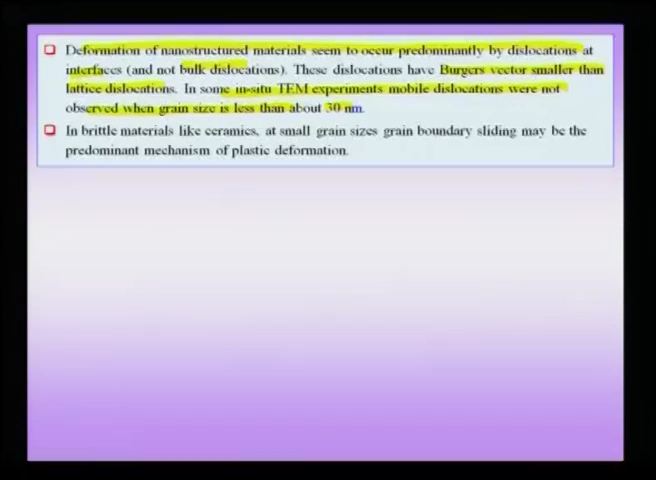 Deformation of nanostructured materials seem to occur predominantly by dislocations at
interfaces (and not bulk dislocations). These dislocations have Burgers vector smaller than
lattice dislocations. In some in-situ TEM experiments mobile dislocations were not
observed when grain size is less than about 30 nm.
In brittle materials like ceramics, at small grain sizes grain boundary sliding may be the
predominant mechanism of plastic deformation.